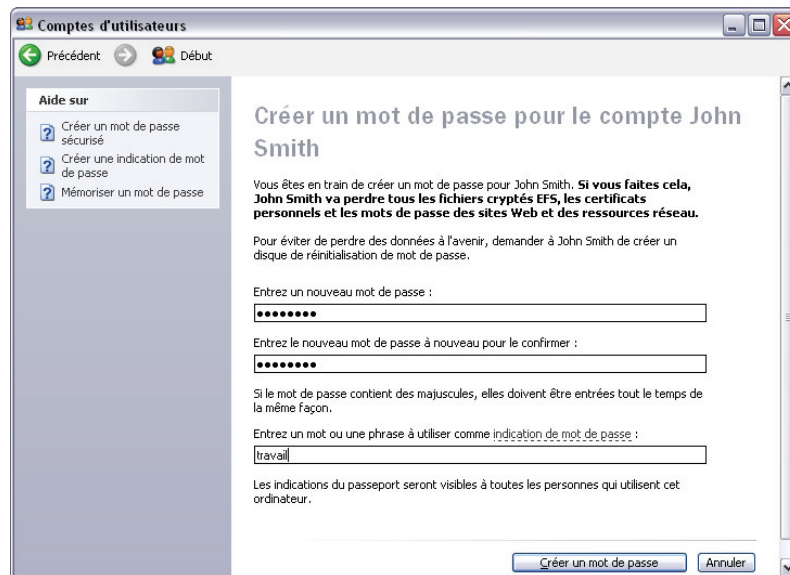 Comptes d'utilisateurs
Précédent
Début
Aide sur
Créer un mot de passe
sécurisé
Créer une indication de mot
de passe
Mémoriser un mot de passe
Créer un mot de passe pour le compte John
Smith
Vous êtes en train de créer un mot de passe pour John Smith. Si vous faites cela,
John Smith va perdre tous les fichiers cryptés EFS, les certificats
personnels et les mots de passe des sites Web et des ressources réseau.
Pour éviter de perdre des données à l'avenir, demander à John Smith de créer un
disque de réinitialisation de mot de passe.
Entrez un nouveau mot de passe :
••••••••
Entrez le nouveau mot de passe à nouveau pour le confirmer :
••••••••
Si le mot de passe contient des majuscules, elles doivent être entrées tout le temps de
la même façon.
Entrez un mot ou une phrase à utiliser comme indication de mot de passe :
travail
Les indications du passeport seront visibles à toutes les personnes qui utilisent cet
ordinateur.
Créer un mot de passe
Annuler